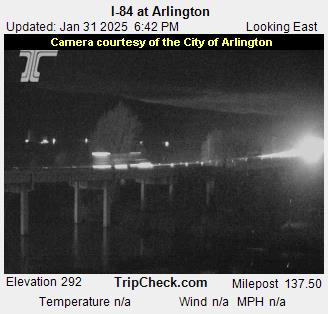 I-84 at Arlington
Updated: Jan 31 2025 6:42 PM Looking East
Camera courtesy of the City of Arlington
Elevation 292 TripCheck.com Milepost 137.50
Temperature n/a Wind n/a MPH n/a